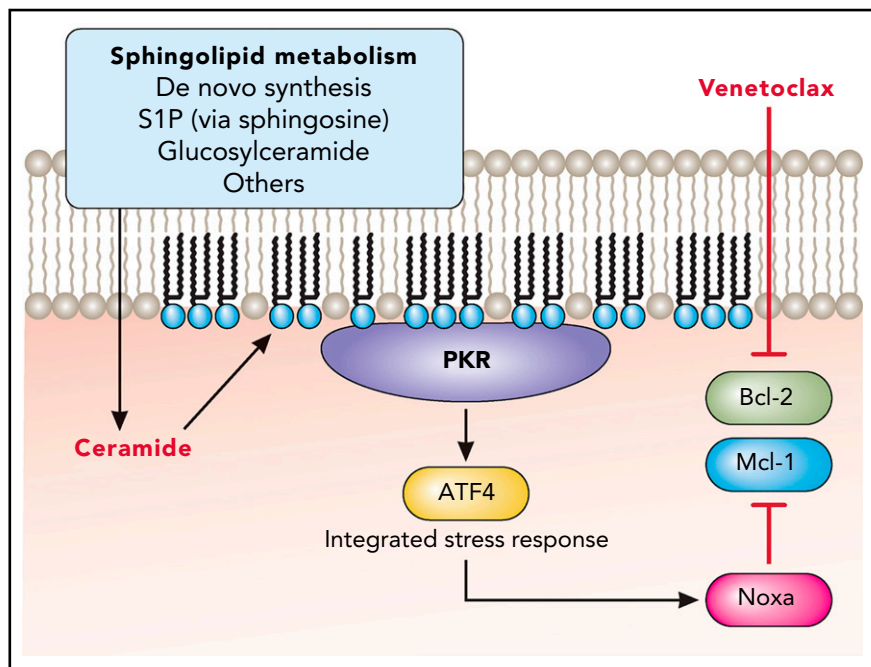 Sphingolipid metabolism
De novo synthesis
S1P (via sphingosine)
Glucosylceramide
Others
Venetoclax
PKR
Bcl-2
Ceramide
Mcl-1
ATF4
Integrated stress response
Noxa